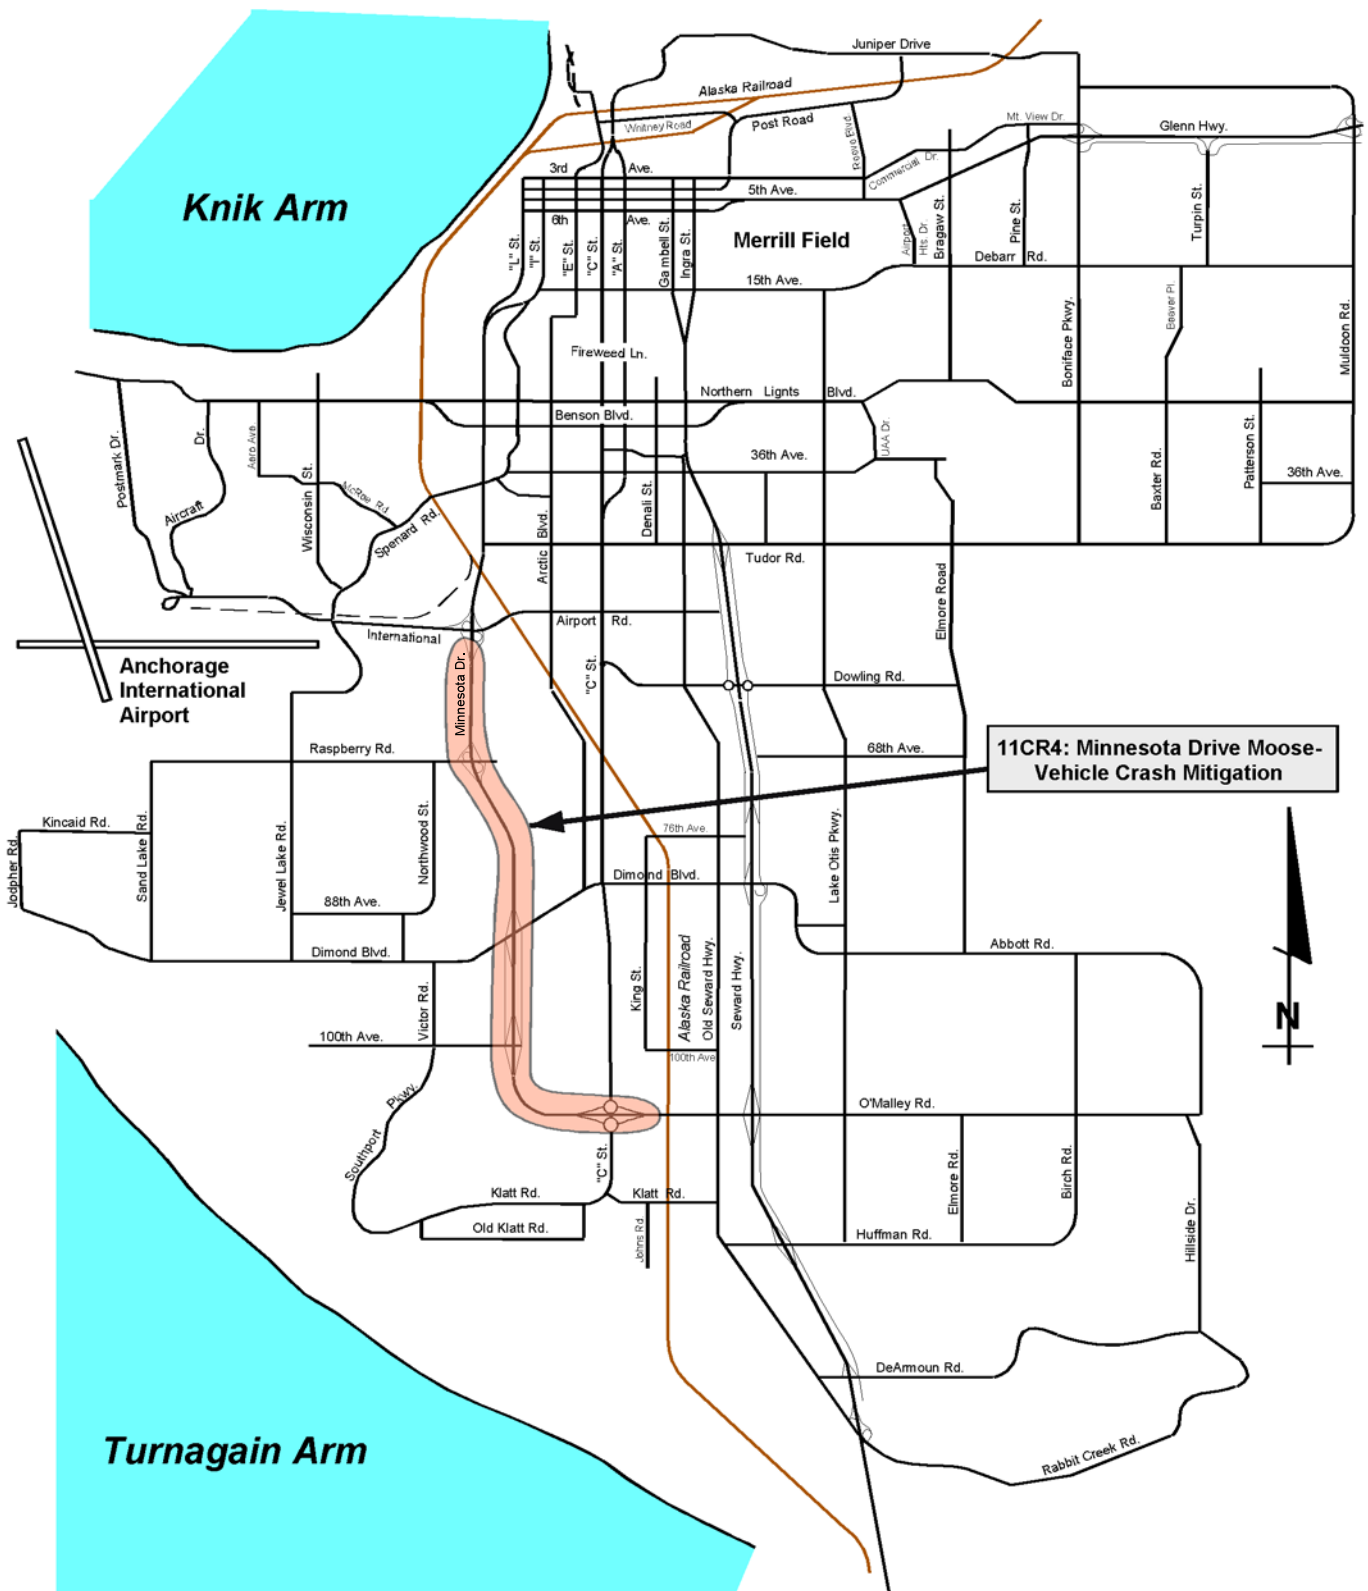 Juniper Drive
Alaska Railroad
Whitney Road
Post Road
Reeve Blvd.
Mt. View Dr.
Glenn Hwy.
Commercial Dr.
3rd Ave.
5th Ave.
6th Ave.
Knik Arm
Merrill Field
"L" St.
"I" St.
"E" St.
"C" St.
"A" St.
Gambell St.
Ingra St.
Airport Hts. Dr.
Bragaw St.
Pine St.
Turpin St.
Debarr Rd.
15th Ave.
Boniface Pkwy.
Beaver Pl.
Muldoon Rd.
Fireweed Ln.
Northern Lignts Blvd.
Benson Blvd.
Postmark Dr.
Aircraft Dr.
Aero Ave
Wisconsin St.
McRae Rd
Spenard Rd.
36th Ave.
UAA Dr.
Baxter Rd.
Patterson St.
36th Ave.
Arctic Blvd.
Denali St.
Tudor Rd.
Elmore Road
International Airport Rd.
Anchorage
International
Airport
Minnesota Dr.
"C" St.
Dowling Rd.
Raspberry Rd.
68th Ave.
11CR4: Minnesota Drive Moose-
Vehicle Crash Mitigation
Kincaid Rd.
Jodpher Rd.
Sand Lake Rd.
Jewel Lake Rd.
Northwood St.
76th Ave.
Lake Otis Pkwy.
Dimond Blvd.
88th Ave.
Dimond Blvd.
Abbott Rd.
Victor Rd.
King St.
Alaska Railroad
Old Seward Hwy.
Seward Hwy.
100th Ave.
100th Ave
N
Southport Pkwy.
O'Malley Rd.
"C" St.
Elmore Rd.
Birch Rd.
Hillside Dr.
Klatt Rd.
Klatt Rd.
Old Klatt Rd.
Johns Rd.
Huffman Rd.
DeArmoun Rd.
Rabbit Creek Rd.
Turnagain Arm